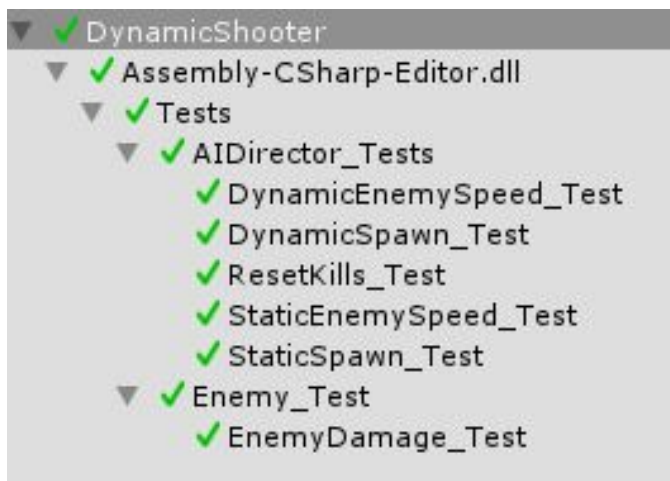 DynamicShooter
Assembly-CSharp-Editor.dll
Tests
AIDirector_Tests
DynamicEnemySpeed_Test
DynamicSpawn_Test
ResetKills_Test
StaticEnemySpeed_Test
StaticSpawn_Test
Enemy_Test
EnemyDamage_Test